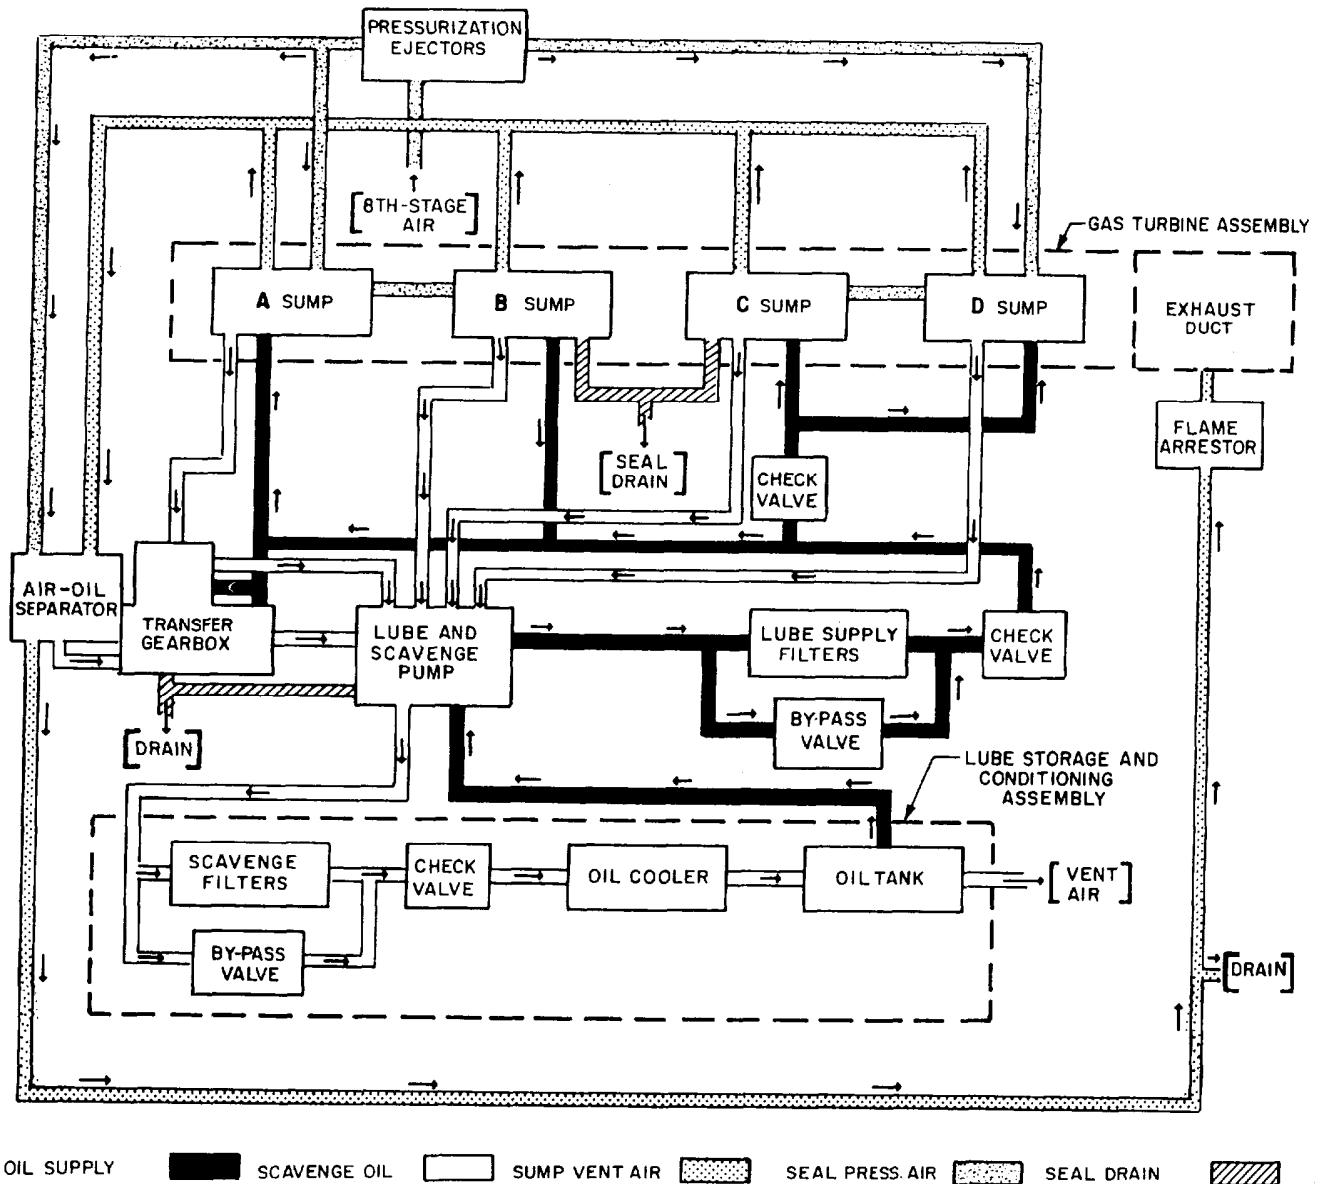 PRESSURIZATION
EJECTORS
[8TH-STAGE
AIR]
GAS TURBINE ASSEMBLY
A SUMP
B SUMP
C SUMP
D SUMP
EXHAUST
DUCT
FLAME
ARRESTOR
[SEAL
DRAIN]
CHECK
VALVE
AIR-OIL
SEPARATOR
TRANSFER
GEARBOX
LUBE AND
SCAVENGE
PUMP
LUBE SUPPLY
FILTERS
CHECK
VALVE
BY-PASS
VALVE
[DRAIN]
LUBE STORAGE AND
CONDITIONING
ASSEMBLY
SCAVENGE
FILTERS
CHECK
VALVE
OIL COOLER
OIL TANK
[VENT
AIR]
BY-PASS
VALVE
[DRAIN]
OIL SUPPLY
SCAVENGE OIL
SUMP VENT AIR
SEAL PRESS. AIR
SEAL DRAIN